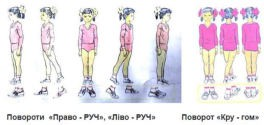 Повороти «Право - РУЧ», «Ліво - РУЧ»
Поворот «Кру - гом»